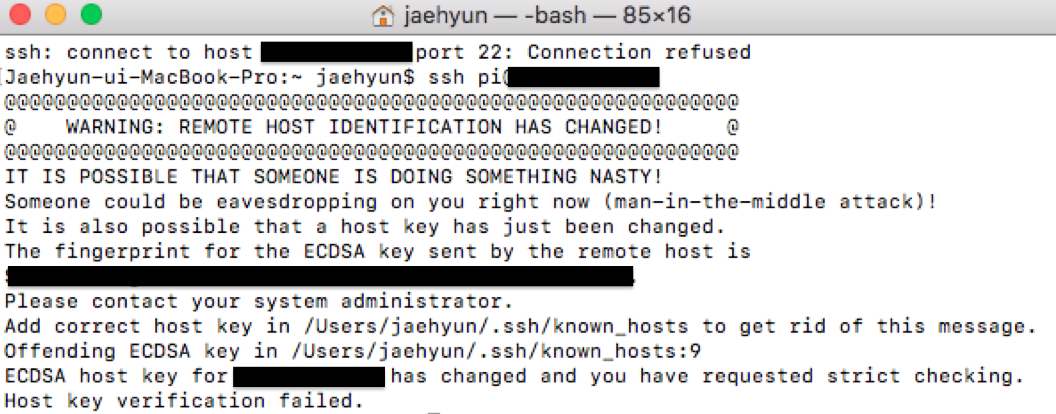 jaehyun — -bash — 85×16
ssh: connect to host port 22: Connection refused
[Jaehyun-ui-MacBook-Pro:~ jaehyun$ ssh pi
@@@@@@@@@@@@@@@@@@@@@@@@@@@@@@@@@@@@@@@@@@@@@@@@@@@@@@@@@@@
@    WARNING: REMOTE HOST IDENTIFICATION HAS CHANGED!     @
@@@@@@@@@@@@@@@@@@@@@@@@@@@@@@@@@@@@@@@@@@@@@@@@@@@@@@@@@@@
IT IS POSSIBLE THAT SOMEONE IS DOING SOMETHING NASTY!
Someone could be eavesdropping on you right now (man-in-the-middle attack)!
It is also possible that a host key has just been changed.
The fingerprint for the ECDSA key sent by the remote host is
Please contact your system administrator.
Add correct host key in /Users/jaehyun/.ssh/known_hosts to get rid of this message.
Offending ECDSA key in /Users/jaehyun/.ssh/known_hosts:9
ECDSA host key for has changed and you have requested strict checking.
Host key verification failed.